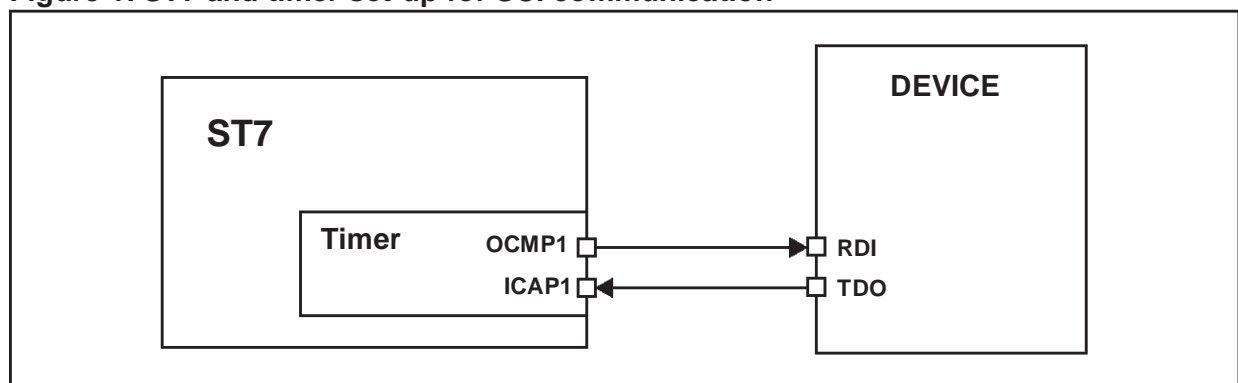 DEVICE
ST7
Timer
OCMP1
RDI
ICAP1
TDO